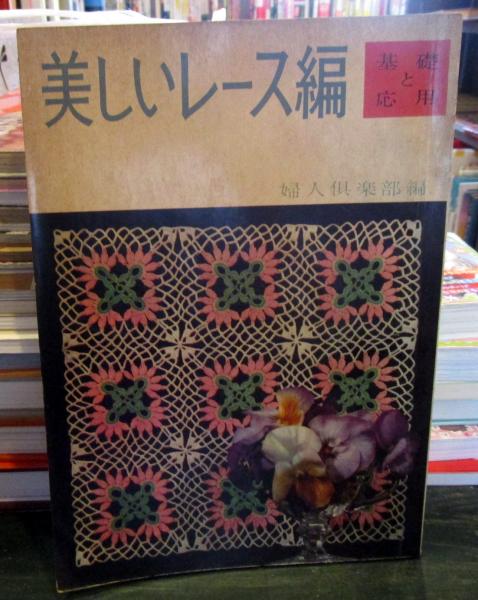 美しいレース編
基礎
と
応用
婦人倶楽部編